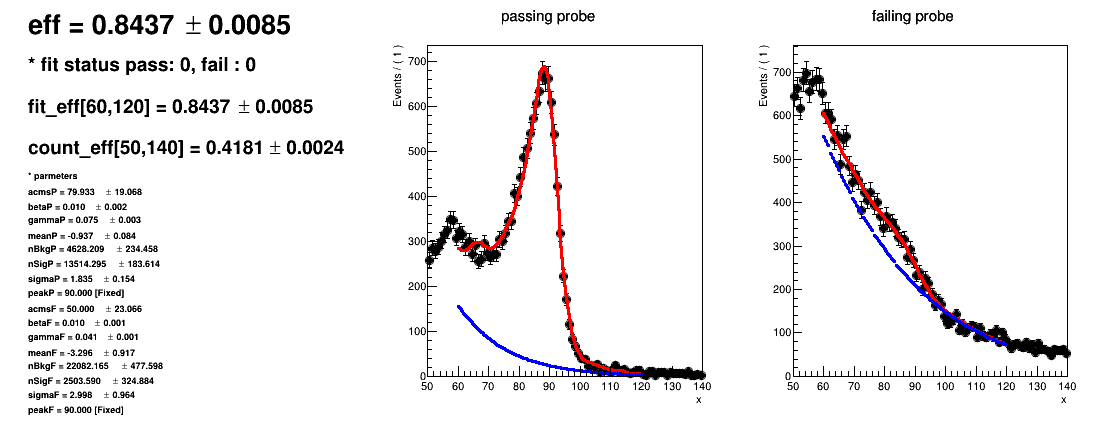 eff = 0.8437 ± 0.0085
* fit status pass: 0, fail : 0
fit_eff[60,120] = 0.8437 ± 0.0085
count_eff[50,140] = 0.4181 ± 0.0024
* parmeters
acmsP = 79.933 ± 19.068
betaP = 0.010 ± 0.002
gammaP = 0.075 ± 0.003
meanP = -0.937 ± 0.084
nBkgP = 4628.209 ± 234.458
nSigP = 13514.295 ± 183.614
sigmaP = 1.835 ± 0.154
peakP = 90.000 [Fixed]
acmsF = 50.000 ± 23.066
betaF = 0.010 ± 0.001
gammaF = 0.041 ± 0.001
meanF = -3.296 ± 0.917
nBkgF = 22082.165 ± 477.598
nSigF = 2503.590 ± 324.884
sigmaF = 2.998 ± 0.964
peakF = 90.000 [Fixed]
passing probe
Events / ( 1 )
700
600
500
400
300
200
100
0
50 60 70 80 90 100 110 120 130 140
x
failing probe
Events / ( 1 )
700
600
500
400
300
200
100
0
50 60 70 80 90 100 110 120 130 140
x